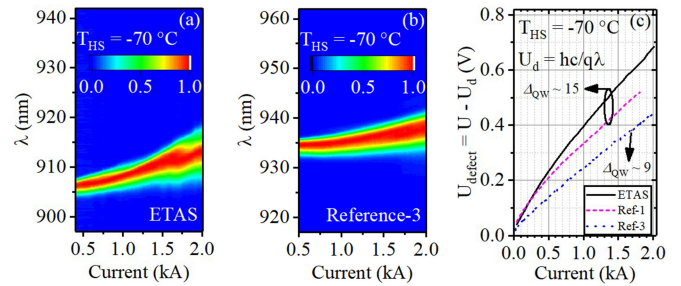 (a)
T_HS = -70 °C
0.0 0.5 1.0
940
930
920
910
900
λ (nm)
ETAS
0.5 1.0 1.5 2.0
Current (kA)
(b)
T_HS = -70 °C
0.0 0.5 1.0
960
950
940
930
920
λ (nm)
Reference-3
0.5 1.0 1.5 2.0
Current (kA)
(c)
T_HS = -70 °C
U_d = hc/qλ
Δ_QW ~ 15
Δ_QW ~ 9
0.8
0.6
0.4
0.2
0.0
U_defect = U - U_d (V)
ETAS
Ref-1
Ref-3
0.0 0.5 1.0 1.5 2.0
Current (kA)